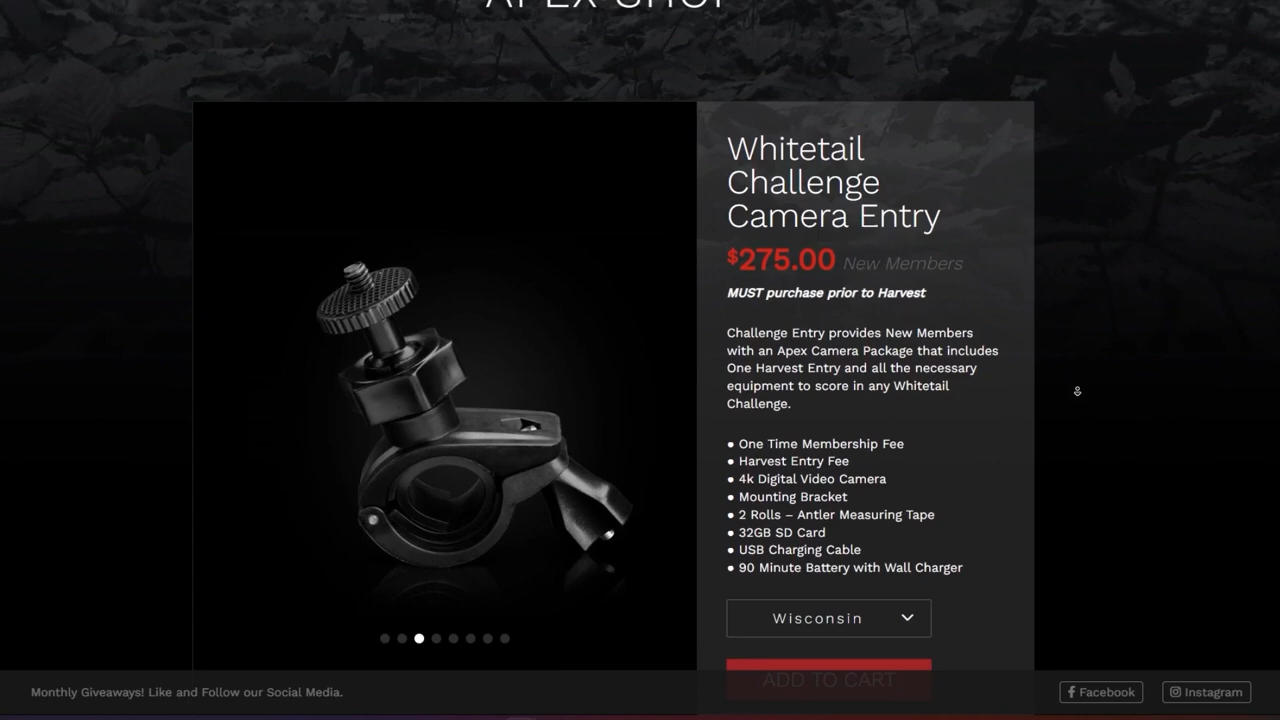 APEX SHOP
Whitetail
Challenge
Camera Entry
$275.00 New Members
MUST purchase prior to Harvest
Challenge Entry provides New Members
with an Apex Camera Package that includes
One Harvest Entry and all the necessary
equipment to score in any Whitetail
Challenge.
● One Time Membership Fee
● Harvest Entry Fee
● 4k Digital Video Camera
● Mounting Bracket
● 2 Rolls – Antler Measuring Tape
● 32GB SD Card
● USB Charging Cable
● 90 Minute Battery with Wall Charger
Wisconsin
ADD TO CART
Monthly Giveaways! Like and Follow our Social Media.
Facebook
Instagram